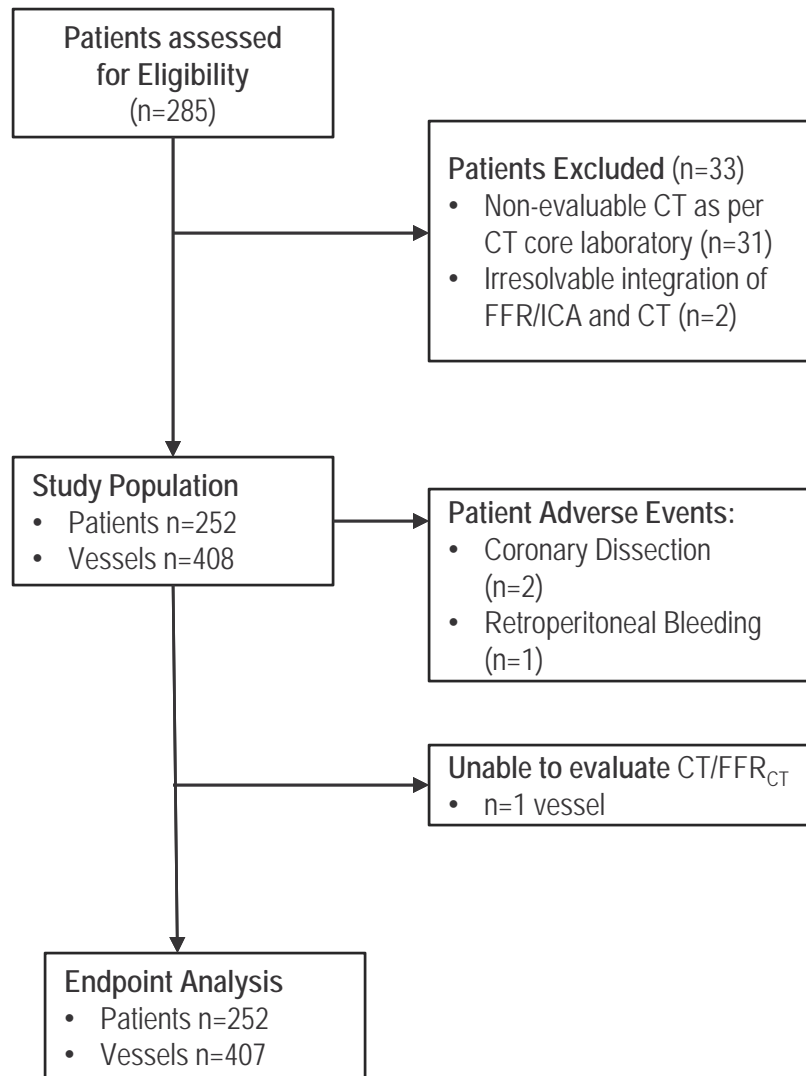 Patients assessed
for Eligibility
(n=285)
Patients Excluded (n=33)
• Non-evaluable CT as per
CT core laboratory (n=31)
• Irresolvable integration of
FFR/ICA and CT (n=2)
Study Population
• Patients n=252
• Vessels n=408
Patient Adverse Events:
• Coronary Dissection
(n=2)
• Retroperitoneal Bleeding
(n=1)
Unable to evaluate CT/FFRCT
• n=1 vessel
Endpoint Analysis
• Patients n=252
• Vessels n=407